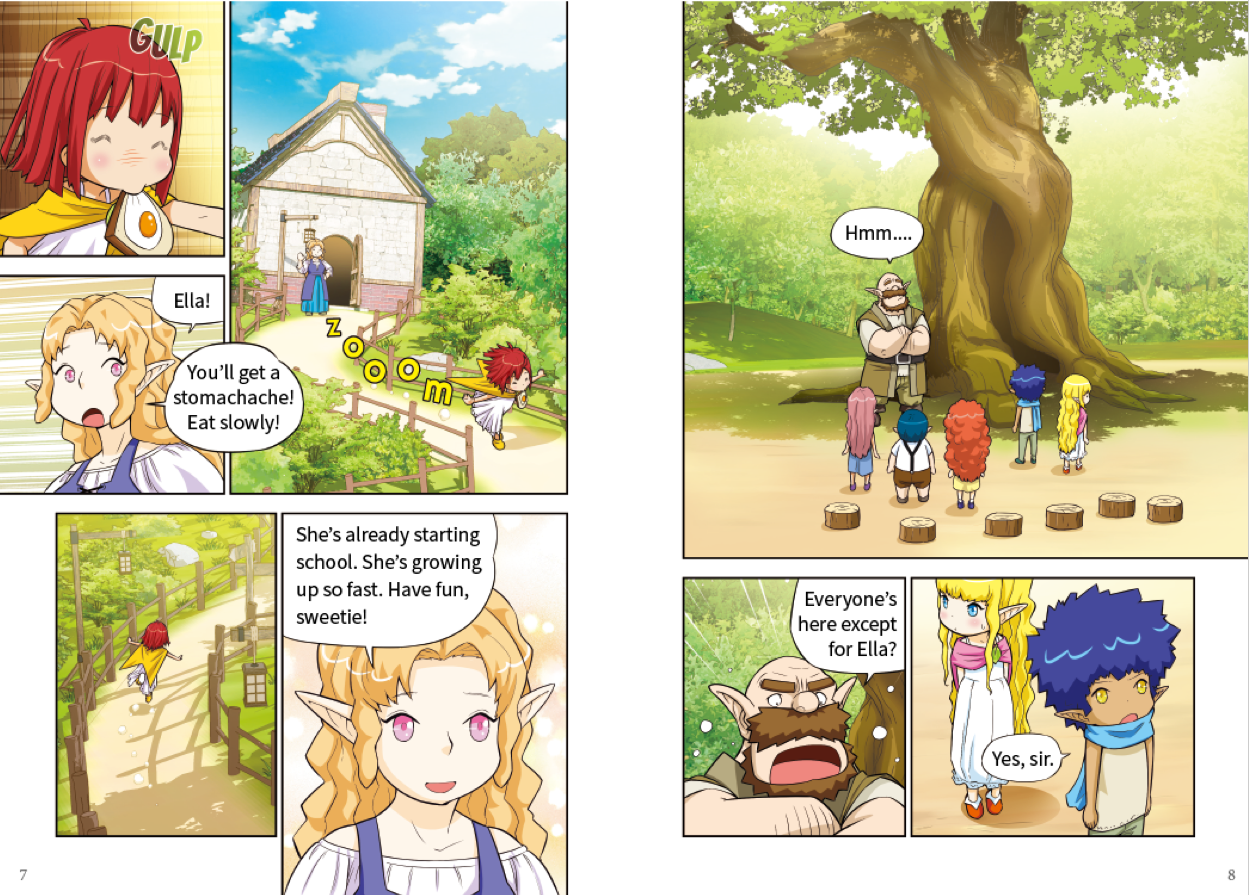 GULP
Ella!
You'll get a
stomachache!
Eat slowly!
zooom
She's already starting
school. She's growing
up so fast. Have fun,
sweetie!
7
Hmm....
Everyone's
here except
for Ella?
Yes, sir.
8